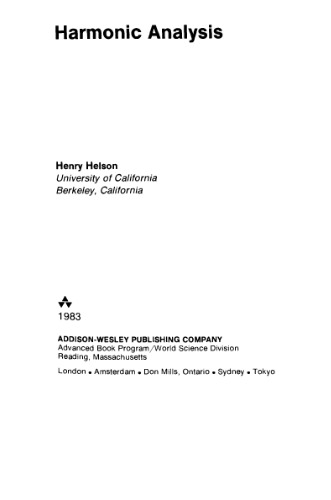 Harmonic Analysis
Henry Helson
University of California
Berkeley, California
1983
ADDISON-WESLEY PUBLISHING COMPANY
Advanced Book Program/World Science Division
Reading, Massachusetts
London • Amsterdam • Don Mills, Ontario • Sydney • Tokyo